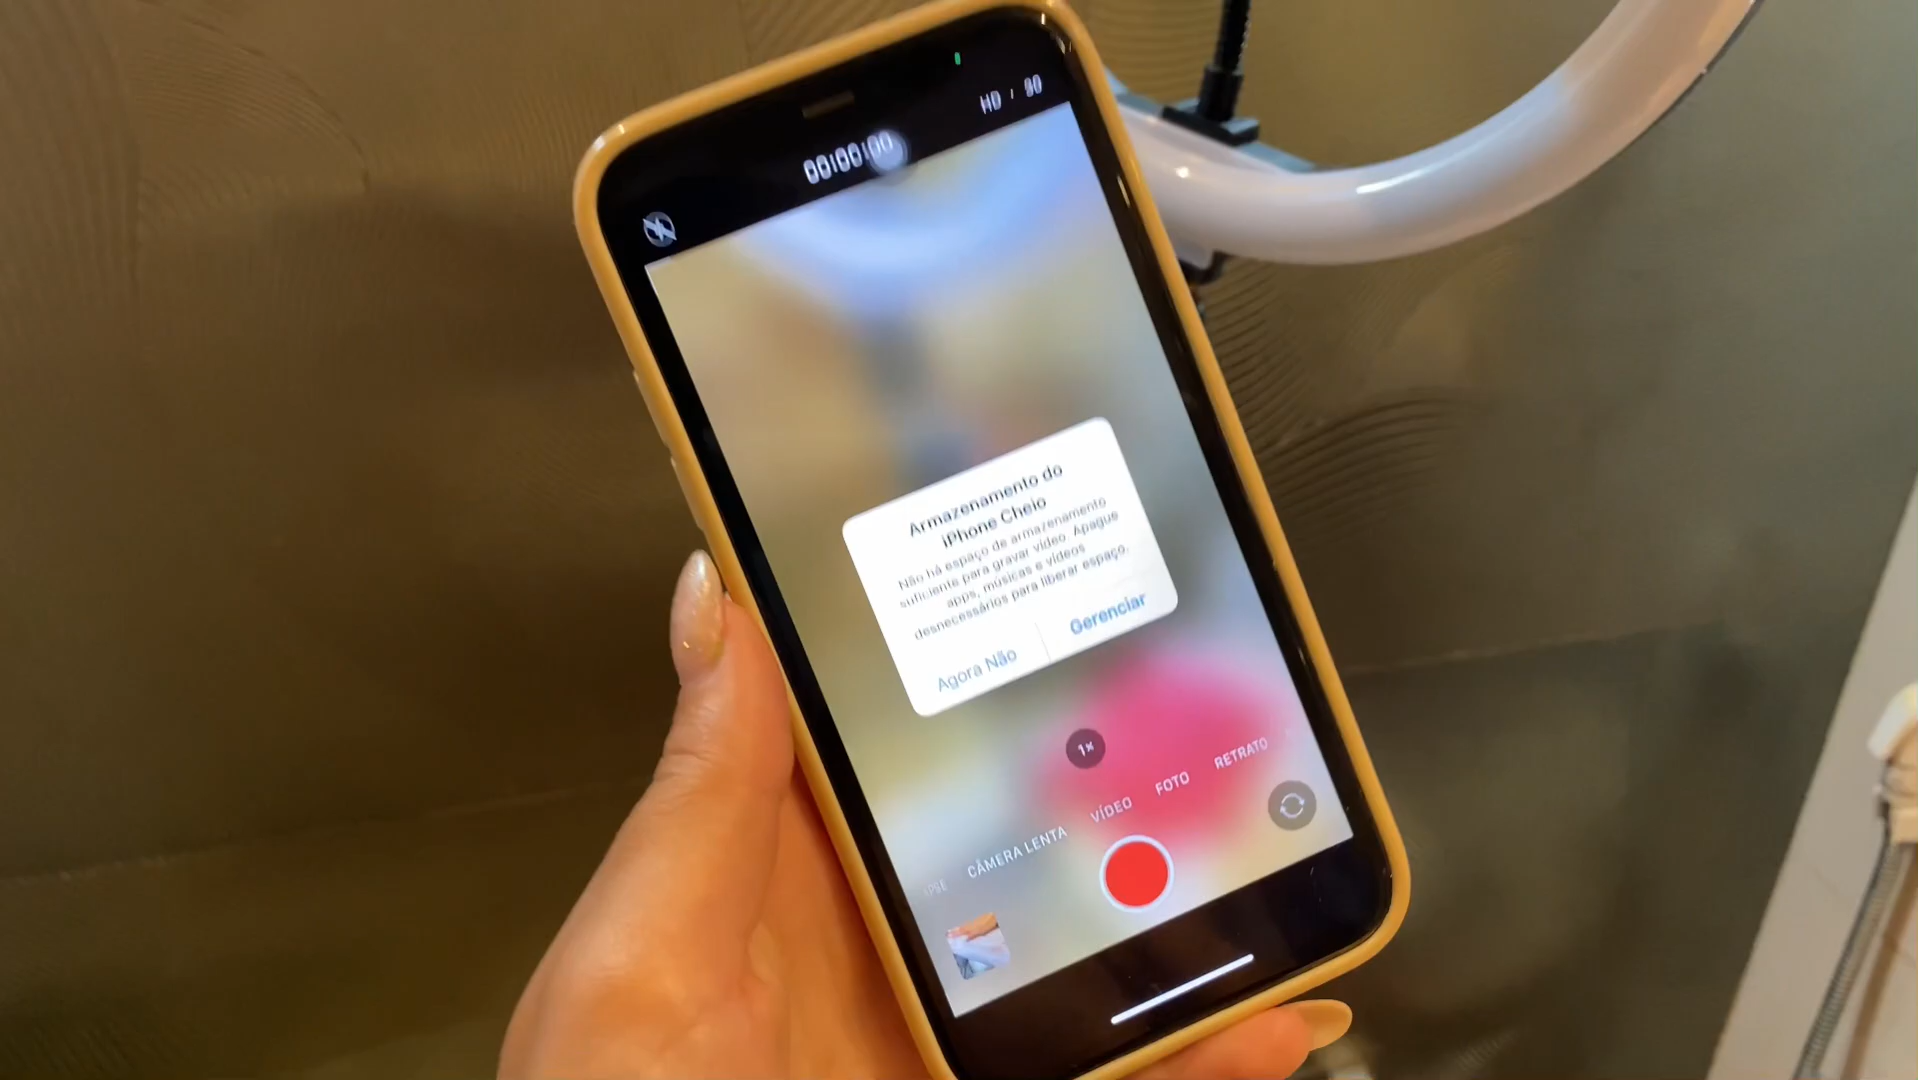 HD · 30
00:00:00
Armazenamento do
iPhone Cheio
Não há espaço de armazenamento
suficiente para gravar vídeo. Apague
apps, músicas e vídeos
desnecessários para liberar espaço.
Agora Não
Gerenciar
1×
CÂMERA LENTA
VÍDEO
FOTO
RETRATO